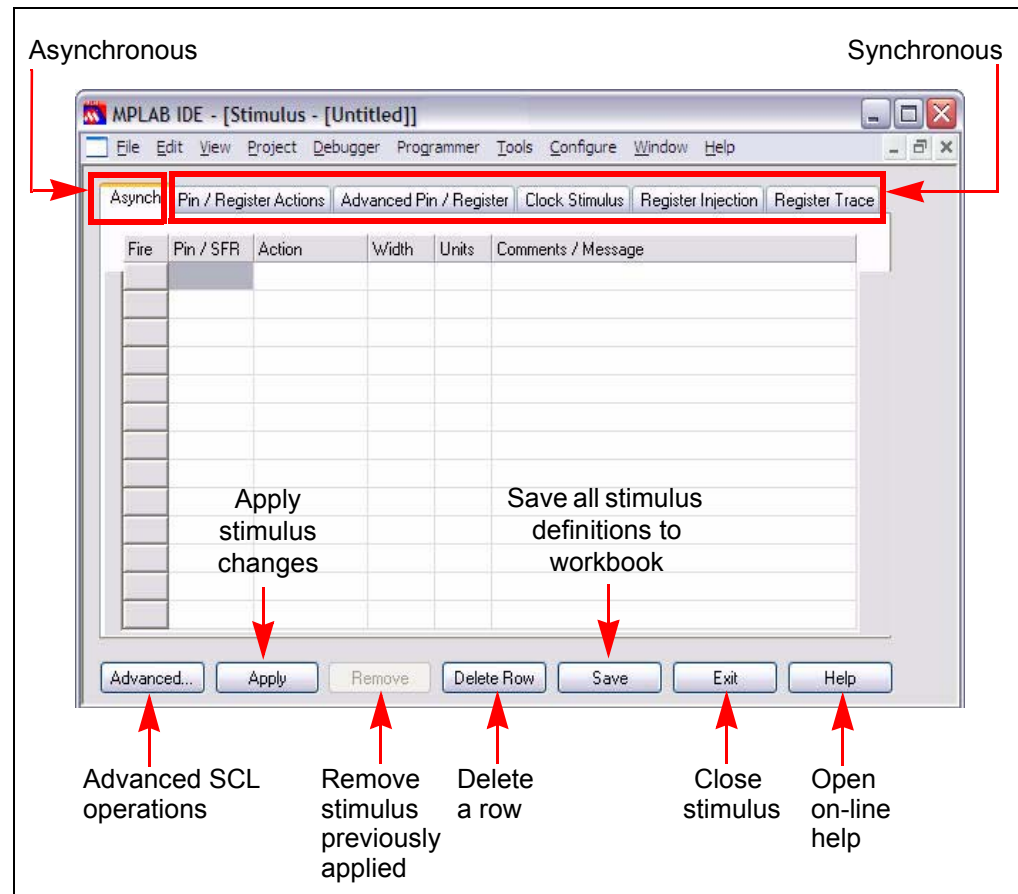 Asynchronous
Synchronous
MPLAB IDE - [Stimulus - [Untitled]]
File Edit View Project Debugger Programmer Tools Configure Window Help
Asynch Pin / Register Actions Advanced Pin / Register Clock Stimulus Register Injection Register Trace
Fire Pin / SFR Action Width Units Comments / Message
Apply
stimulus
changes
Save all stimulus
definitions to
workbook
Advanced... Apply Remove Delete Row Save Exit Help
Advanced SCL
operations
Remove
stimulus
previously
applied
Delete
a row
Close
stimulus
Open
on-line
help